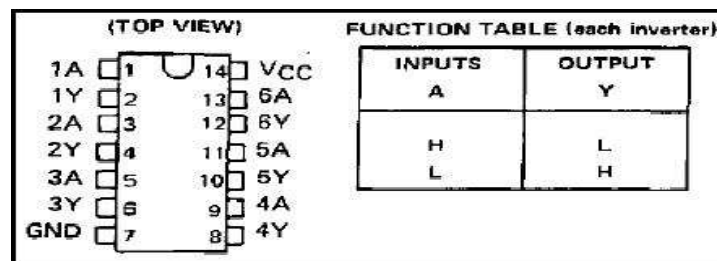 (TOP VIEW)
1A 1 14 VCC
1Y 2 13 6A
2A 3 12 6Y
2Y 4 11 5A
3A 5 10 5Y
3Y 6 9 4A
GND 7 8 4Y
FUNCTION TABLE (each inverter)
INPUTS OUTPUT
A Y
H L
L H